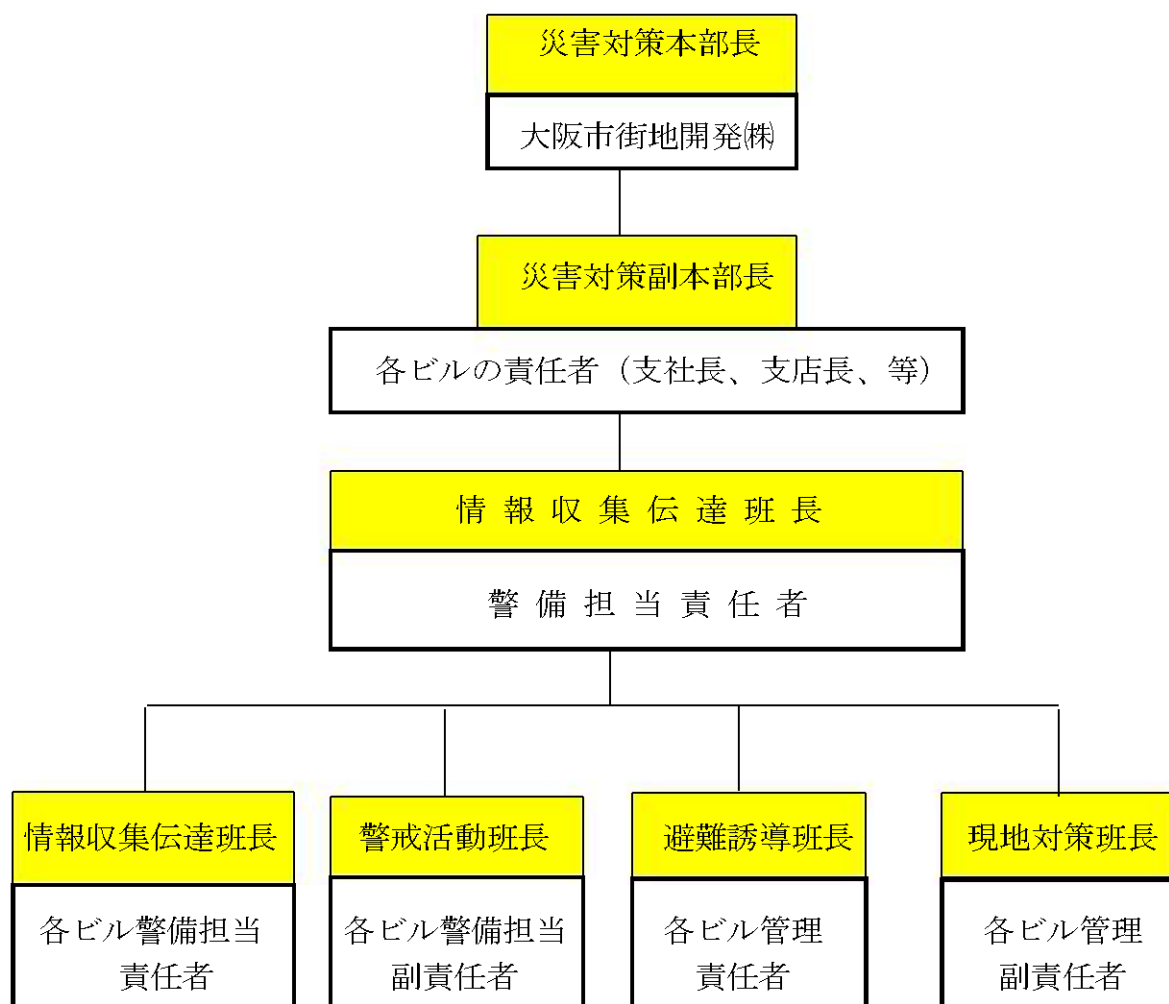 災害対策本部長
大阪市街地開発㈱
災害対策副本部長
各ビルの責任者（支社長、支店長、等）
情報収集伝達班長
警備担当責任者
情報収集伝達班長
各ビル警備担当
責任者
警戒活動班長
各ビル警備担当
副責任者
避難誘導班長
各ビル管理
責任者
現地対策班長
各ビル管理
副責任者